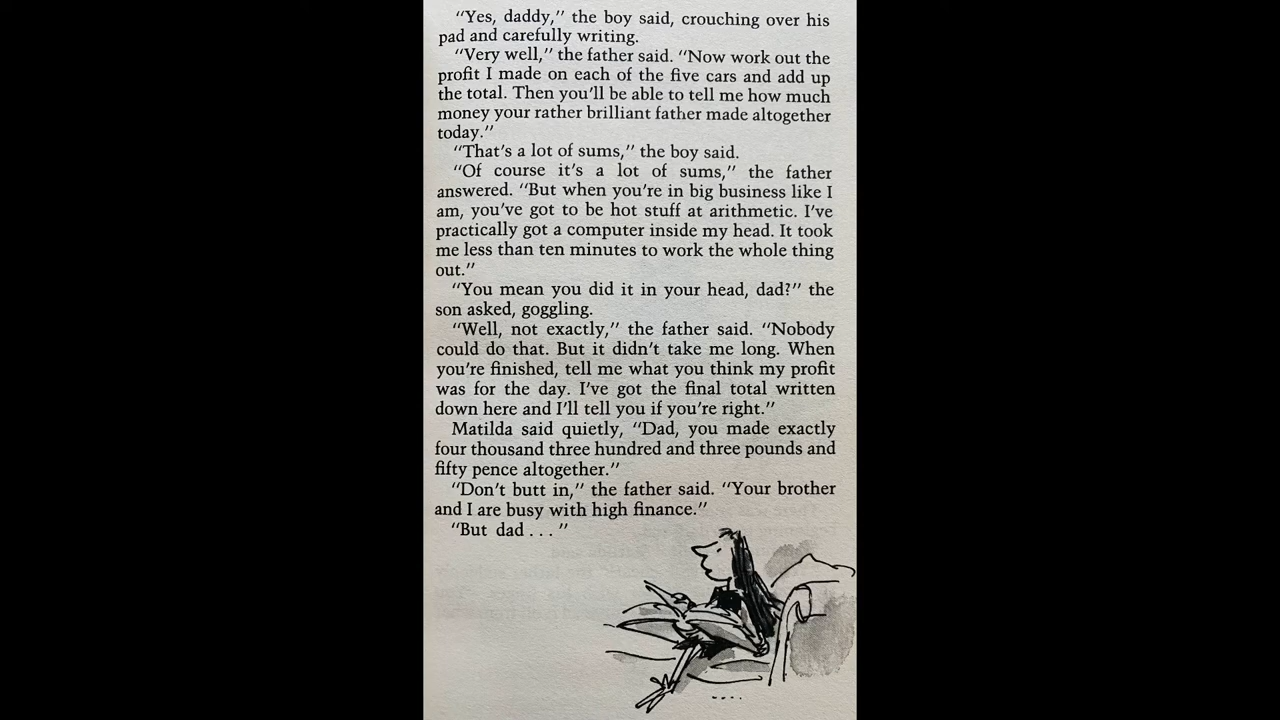 “Yes, daddy,” the boy said, crouching over his
pad and carefully writing.
“Very well,” the father said. “Now work out the
profit I made on each of the five cars and add up
the total. Then you’ll be able to tell me how much
money your rather brilliant father made altogether
today.”
“That’s a lot of sums,” the boy said.
“Of course it’s a lot of sums,” the father
answered. “But when you’re in big business like I
am, you’ve got to be hot stuff at arithmetic. I’ve
practically got a computer inside my head. It took
me less than ten minutes to work the whole thing
out.”
“You mean you did it in your head, dad?” the
son asked, goggling.
“Well, not exactly,” the father said. “Nobody
could do that. But it didn’t take me long. When
you’re finished, tell me what you think my profit
was for the day. I’ve got the final total written
down here and I’ll tell you if you’re right.”
Matilda said quietly, “Dad, you made exactly
four thousand three hundred and three pounds and
fifty pence altogether.”
“Don’t butt in,” the father said. “Your brother
and I are busy with high finance.”
“But dad . . . ”